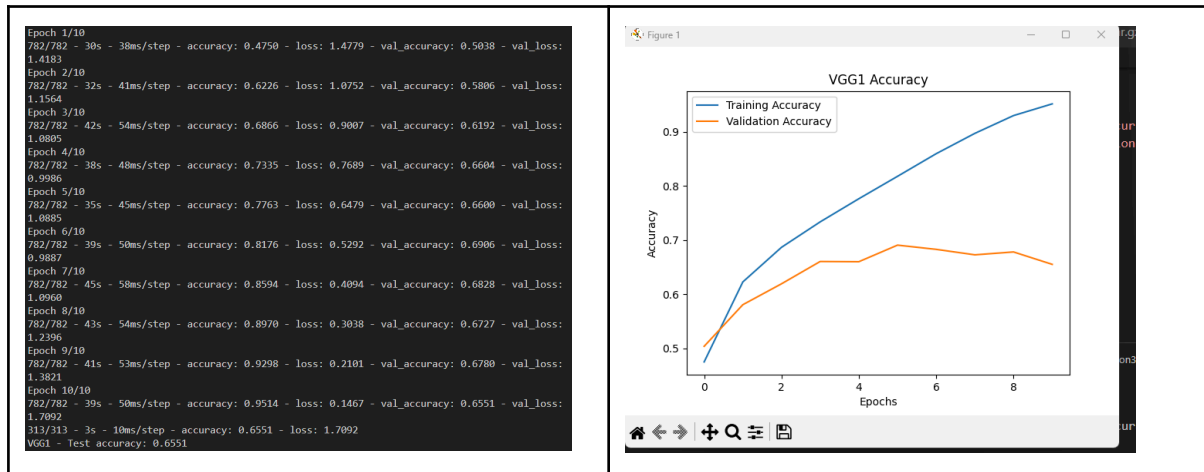 Epoch 1/10
782/782 - 30s - 38ms/step - accuracy: 0.4750 - loss: 1.4779 - val_accuracy: 0.5038 - val_loss:
1.4183
Epoch 2/10
782/782 - 32s - 41ms/step - accuracy: 0.6226 - loss: 1.0752 - val_accuracy: 0.5806 - val_loss:
1.1564
Epoch 3/10
782/782 - 42s - 54ms/step - accuracy: 0.6866 - loss: 0.9007 - val_accuracy: 0.6192 - val_loss:
1.0805
Epoch 4/10
782/782 - 38s - 48ms/step - accuracy: 0.7335 - loss: 0.7689 - val_accuracy: 0.6604 - val_loss:
0.9986
Epoch 5/10
782/782 - 35s - 45ms/step - accuracy: 0.7763 - loss: 0.6479 - val_accuracy: 0.6600 - val_loss:
1.0885
Epoch 6/10
782/782 - 39s - 50ms/step - accuracy: 0.8176 - loss: 0.5292 - val_accuracy: 0.6906 - val_loss:
0.9887
Epoch 7/10
782/782 - 45s - 58ms/step - accuracy: 0.8594 - loss: 0.4094 - val_accuracy: 0.6828 - val_loss:
1.0960
Epoch 8/10
782/782 - 43s - 54ms/step - accuracy: 0.8970 - loss: 0.3038 - val_accuracy: 0.6727 - val_loss:
1.2396
Epoch 9/10
782/782 - 41s - 53ms/step - accuracy: 0.9298 - loss: 0.2101 - val_accuracy: 0.6780 - val_loss:
1.3821
Epoch 10/10
782/782 - 39s - 50ms/step - accuracy: 0.9514 - loss: 0.1467 - val_accuracy: 0.6551 - val_loss:
1.7092
313/313 - 3s - 10ms/step - accuracy: 0.6551 - loss: 1.7092
VGG1 - Test accuracy: 0.6551
Figure 1
VGG1 Accuracy
Training Accuracy
Validation Accuracy
0.9
0.8
0.7
0.6
0.5
Accuracy
0
2
4
6
8
Epochs